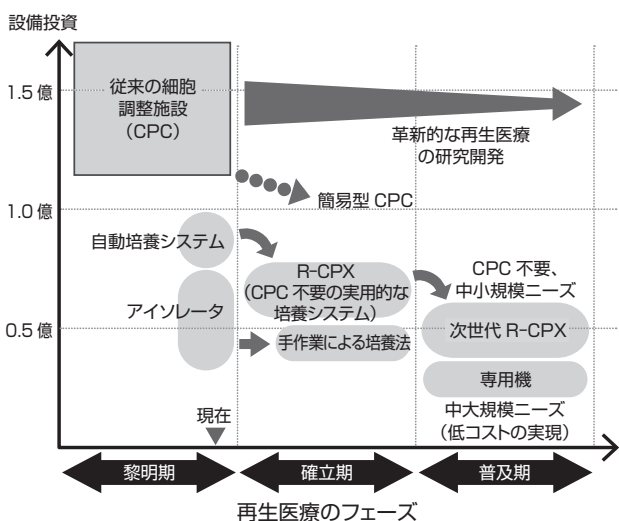 設備投資
1.5 億
従来の細胞
調整施設
（CPC）
革新的な再生医療
の研究開発
簡易型 CPC
1.0 億
自動培養システム
R-CPX
（CPC 不要の実用的な
培養システム）
CPC 不要、
中小規模ニーズ
アイソレータ
0.5 億
手作業による培養法
次世代 R-CPX
専用機
中大規模ニーズ
（低コストの実現）
現在
黎明期
確立期
普及期
再生医療のフェーズ